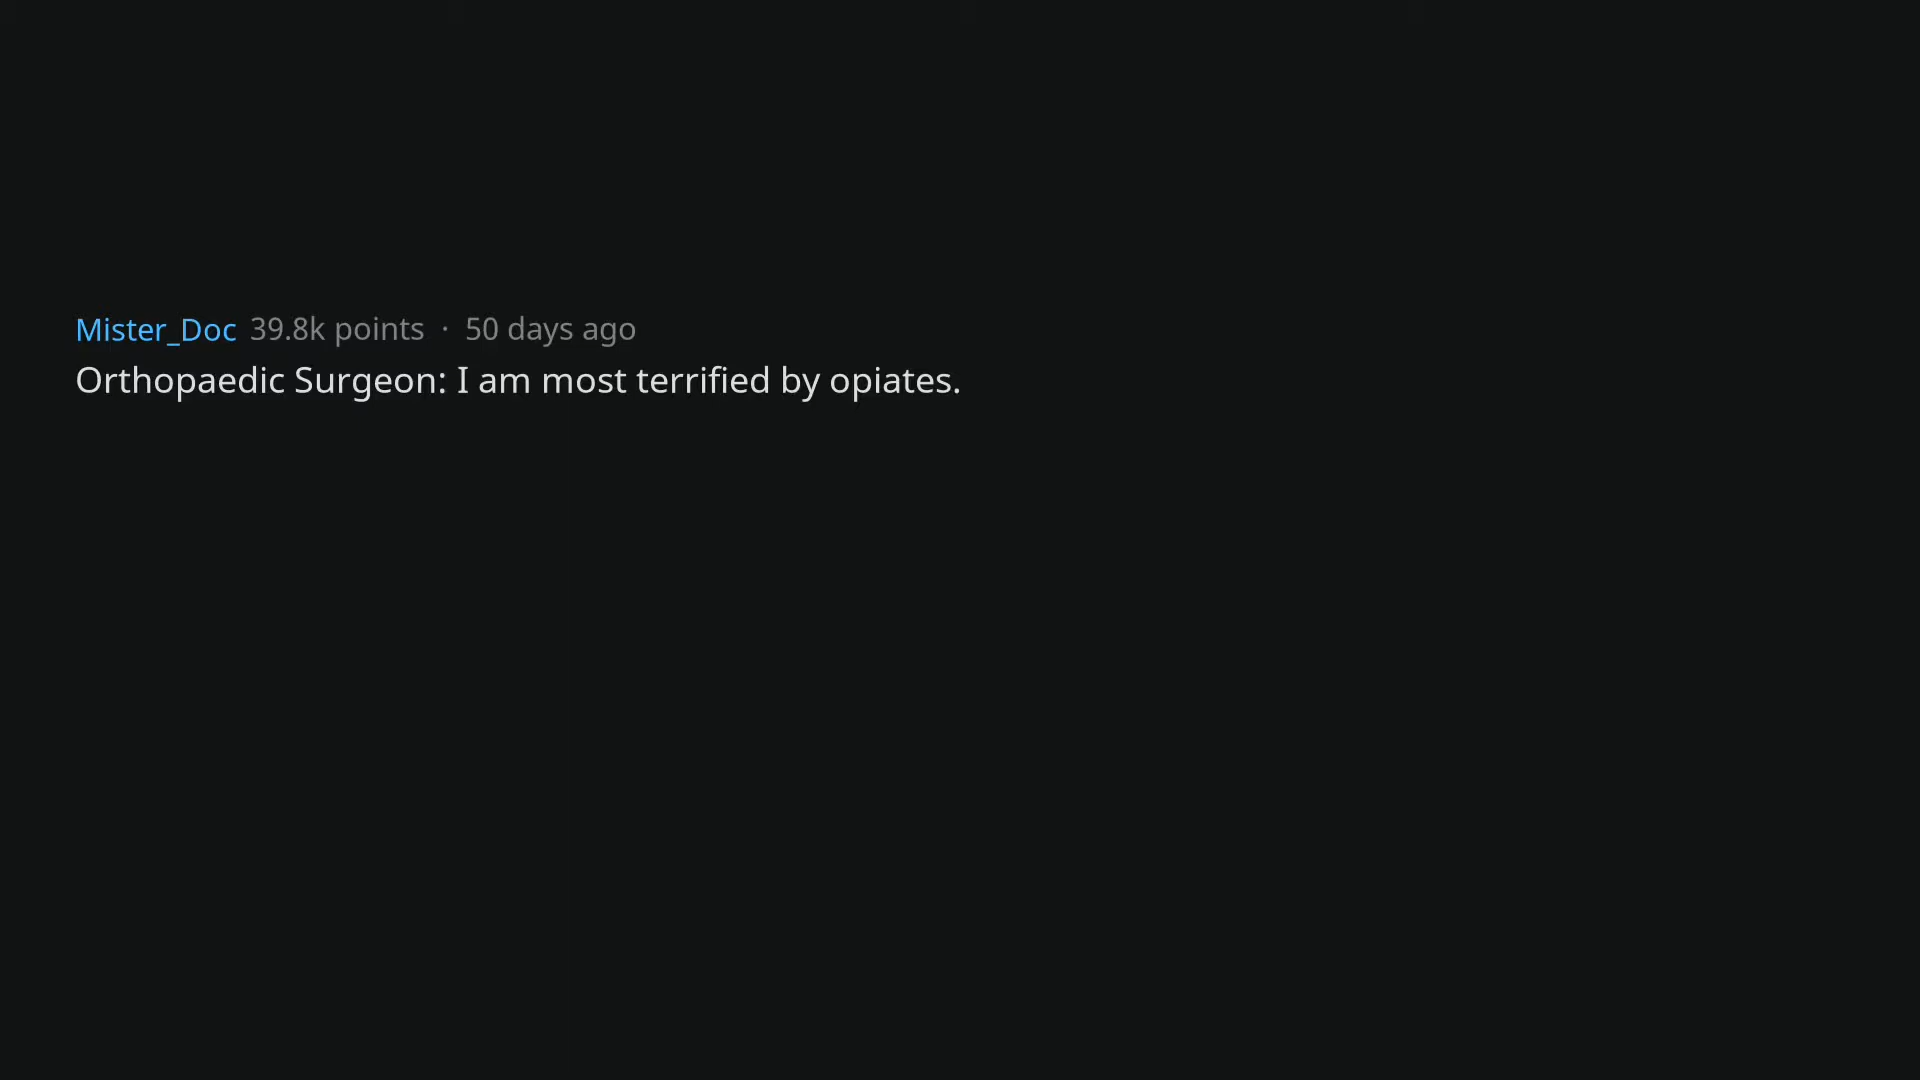 Mister_Doc 39.8k points · 50 days ago
Orthopaedic Surgeon: I am most terrified by opiates.